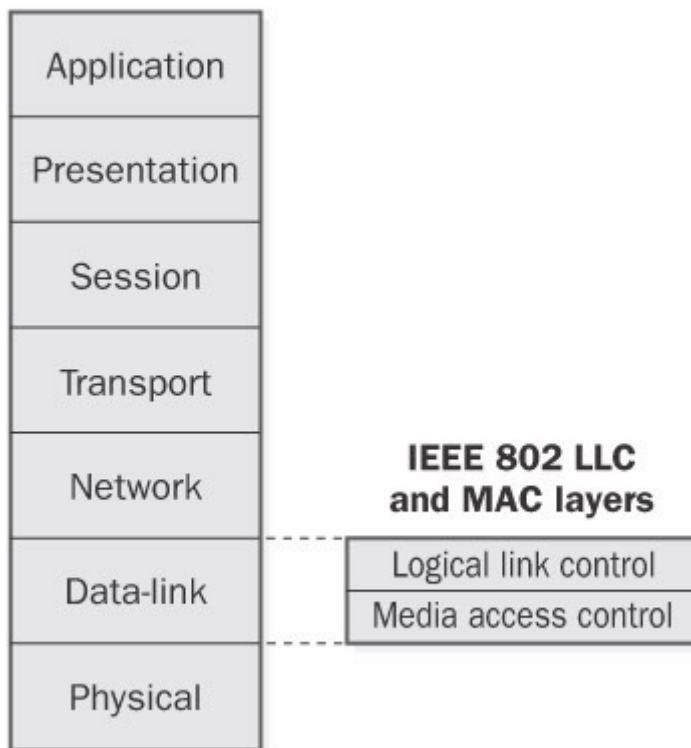 Application
Presentation
Session
Transport
Network
Data-link
Physical
IEEE 802 LLC
and MAC layers
Logical link control
Media access control